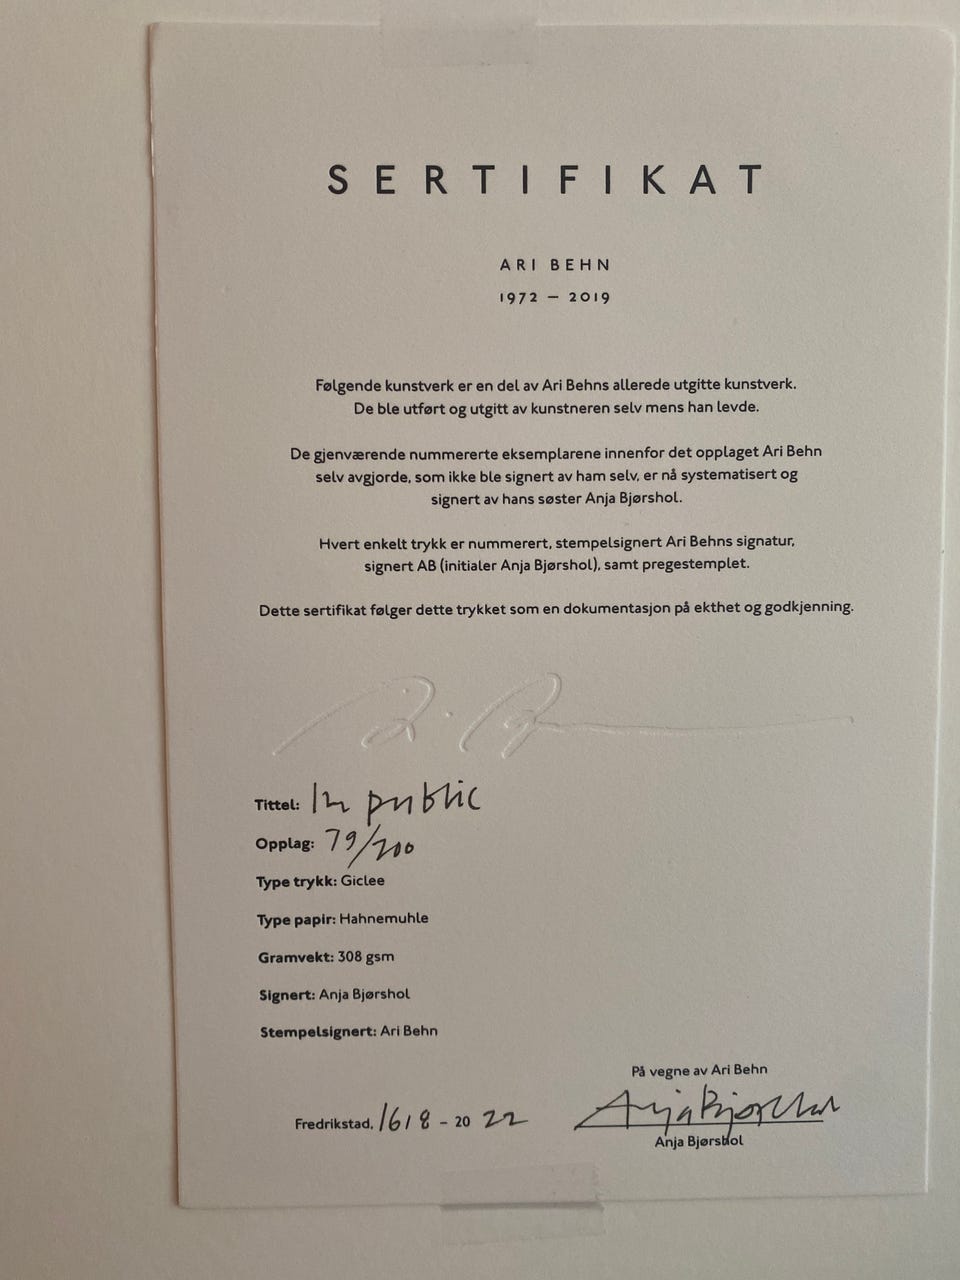 SERTIFIKAT
ARI BEHN
1972 — 2019
Følgende kunstverk er en del av Ari Behns allerede utgitte kunstverk.
De ble utført og utgitt av kunstneren selv mens han levde.
De gjenværende nummererte eksemplarene innenfor det opplaget Ari Behn
selv avgjorde, som ikke ble signert av ham selv, er nå systematisert og
signert av hans søster Anja Bjørshol.
Hvert enkelt trykk er nummerert, stempelsignert Ari Behns signatur,
signert AB (initialer Anja Bjørshol), samt pregestemplet.
Dette sertifikat følger dette trykket som en dokumentasjon på ekthet og godkjenning.
Tittel: In public
Opplag: 79/200
Type trykk: Giclee
Type papir: Hahnemuhle
Gramvekt: 308 gsm
Signert: Anja Bjørshol
Stempelsignert: Ari Behn
På vegne av Ari Behn
Anja Bjørshol
Fredrikstad, 16/8 - 20 22
Anja Bjørshol